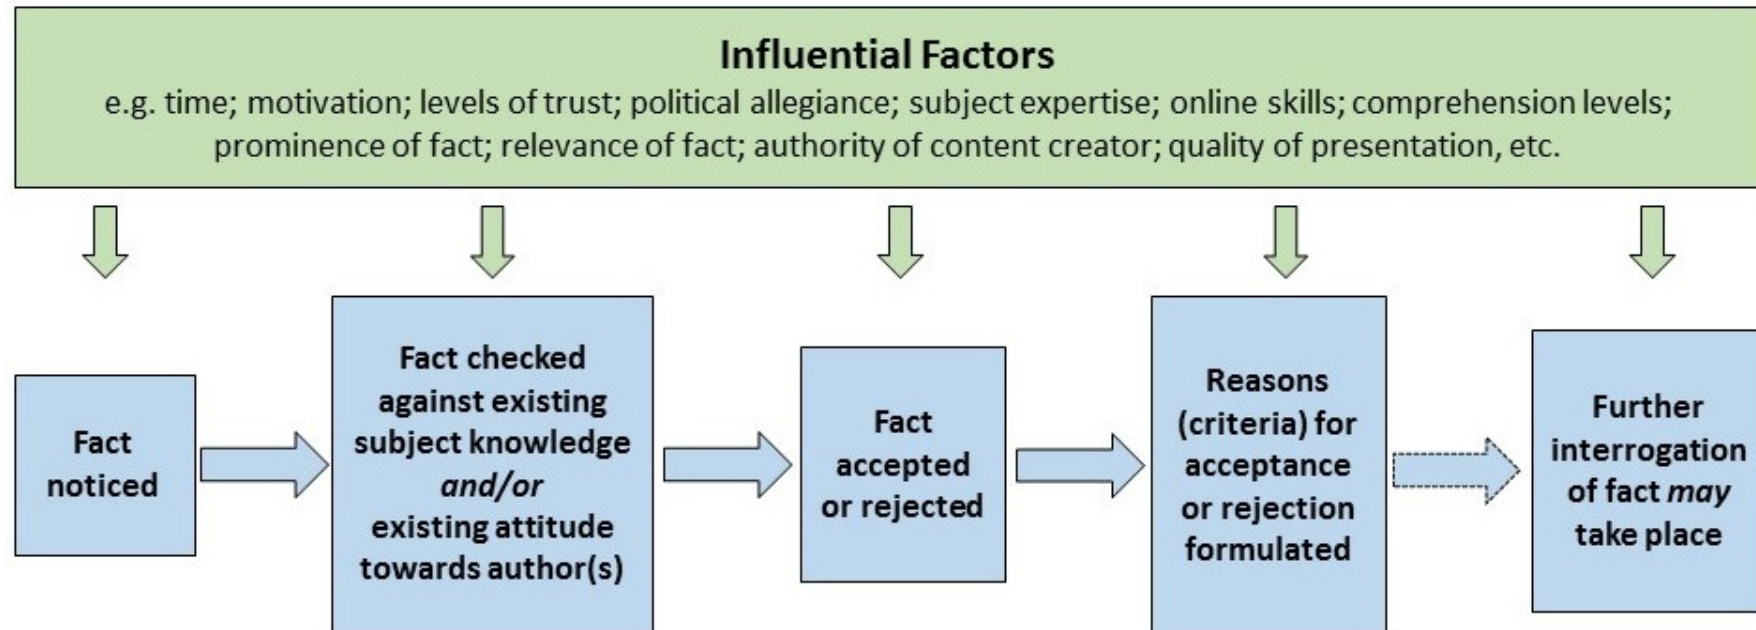 Influential Factors
e.g. time; motivation; levels of trust; political allegiance; subject expertise; online skills; comprehension levels;
prominence of fact; relevance of fact; authority of content creator; quality of presentation, etc.
Fact
noticed
Fact checked
against existing
subject knowledge
and/or
existing attitude
towards author(s)
Fact
accepted
or rejected
Reasons
(criteria) for
acceptance
or rejection
formulated
Further
interrogation
of fact may
take place